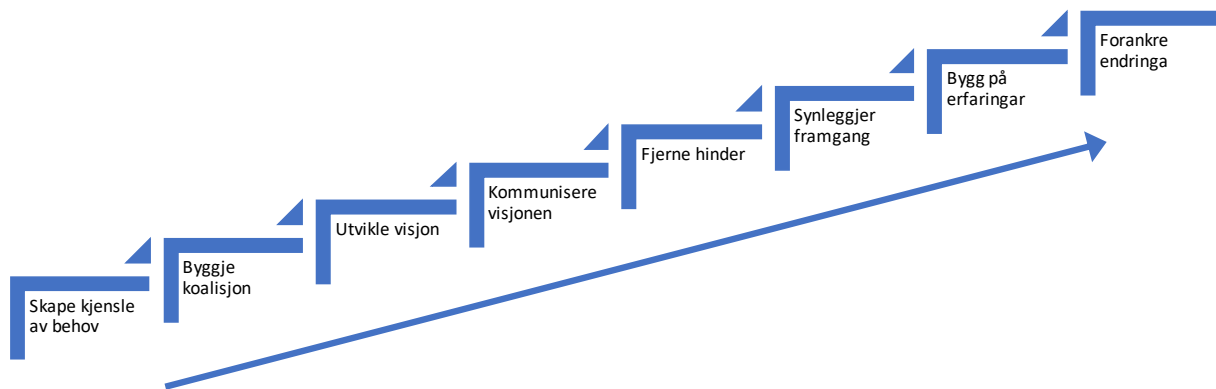 Skape kjensle
av behov
Byggje
koalisjon
Utvikle visjon
Kommunisere
visjonen
Fjerne hinder
Synleggjer
framgang
Bygg på
erfaringar
Forankre
endringa